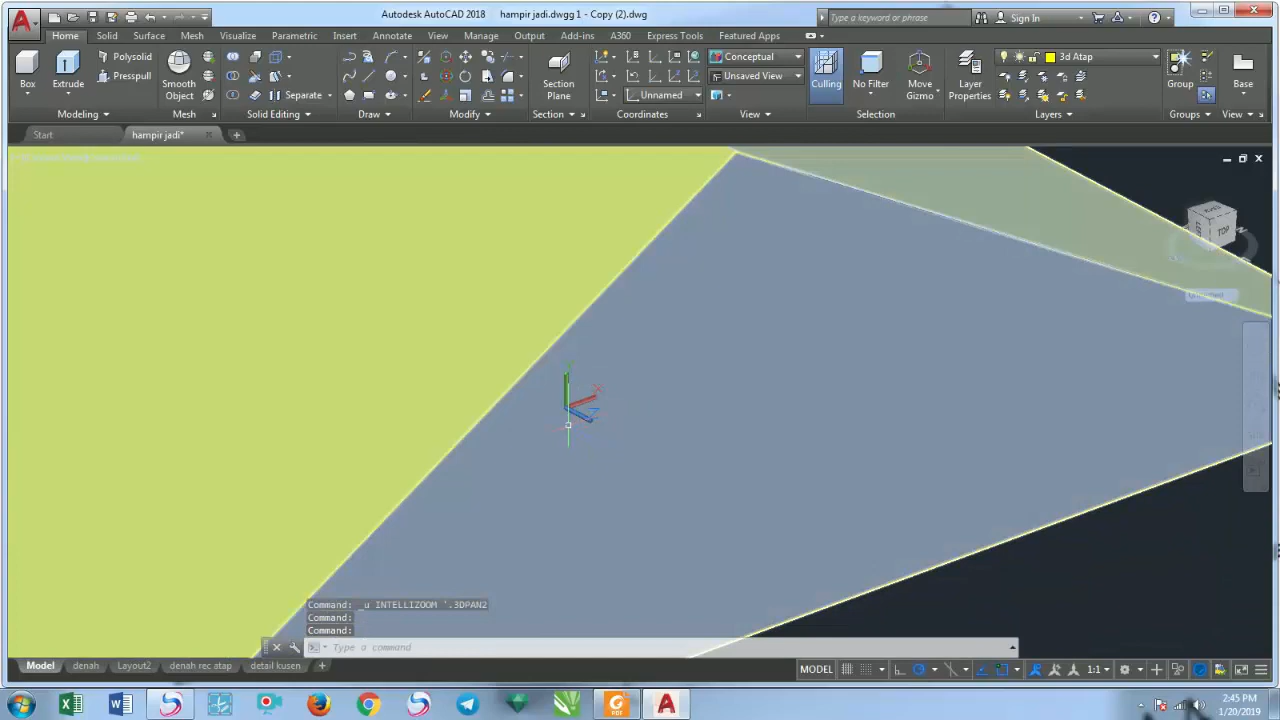 Autodesk AutoCAD 2018 hampir jadi.dwgg 1 - Copy (2).dwg
Type a keyword or phrase
Sign In
Home Solid Surface Mesh Visualize Parametric Insert Annotate View Manage Output Add-ins A360 Express Tools Featured Apps
Box
Extrude
Polysolid
Presspull
Smooth
Object
Separate
Section
Plane
Unnamed
Conceptual
Unsaved View
Culling
No Filter
Move
Gizmo
Layer
Properties
3d Atap
Group
Base
Modeling
Mesh
Solid Editing
Draw
Modify
Section
Coordinates
View
Selection
Layers
Groups
View
Start
hampir jadi*
TOP
X
Z
Command: _u INTELLIZOOM '.3DPAN2
Command:
Command:
Type a command
Model denah Layout2 denah rec atap detail kusen
MODEL
1:1
2:45 PM
1/20/2019